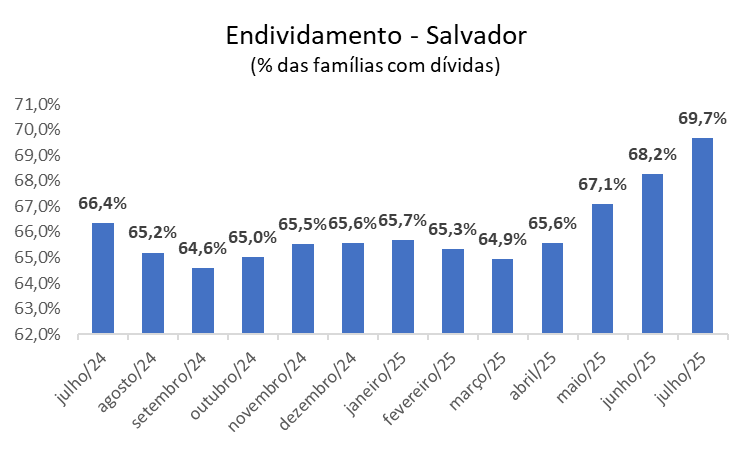 Endividamento - Salvador
(% das famílias com dívidas)
71,0%
70,0%
69,0%
68,0%
67,0%
66,0%
65,0%
64,0%
63,0%
62,0%
66,4%
65,2%
64,6%
65,0%
65,5%
65,6%
65,7%
65,3%
64,9%
65,6%
67,1%
68,2%
69,7%
julho/24
agosto/24
setembro/24
outubro/24
novembro/24
dezembro/24
janeiro/25
fevereiro/25
março/25
abril/25
maio/25
junho/25
julho/25